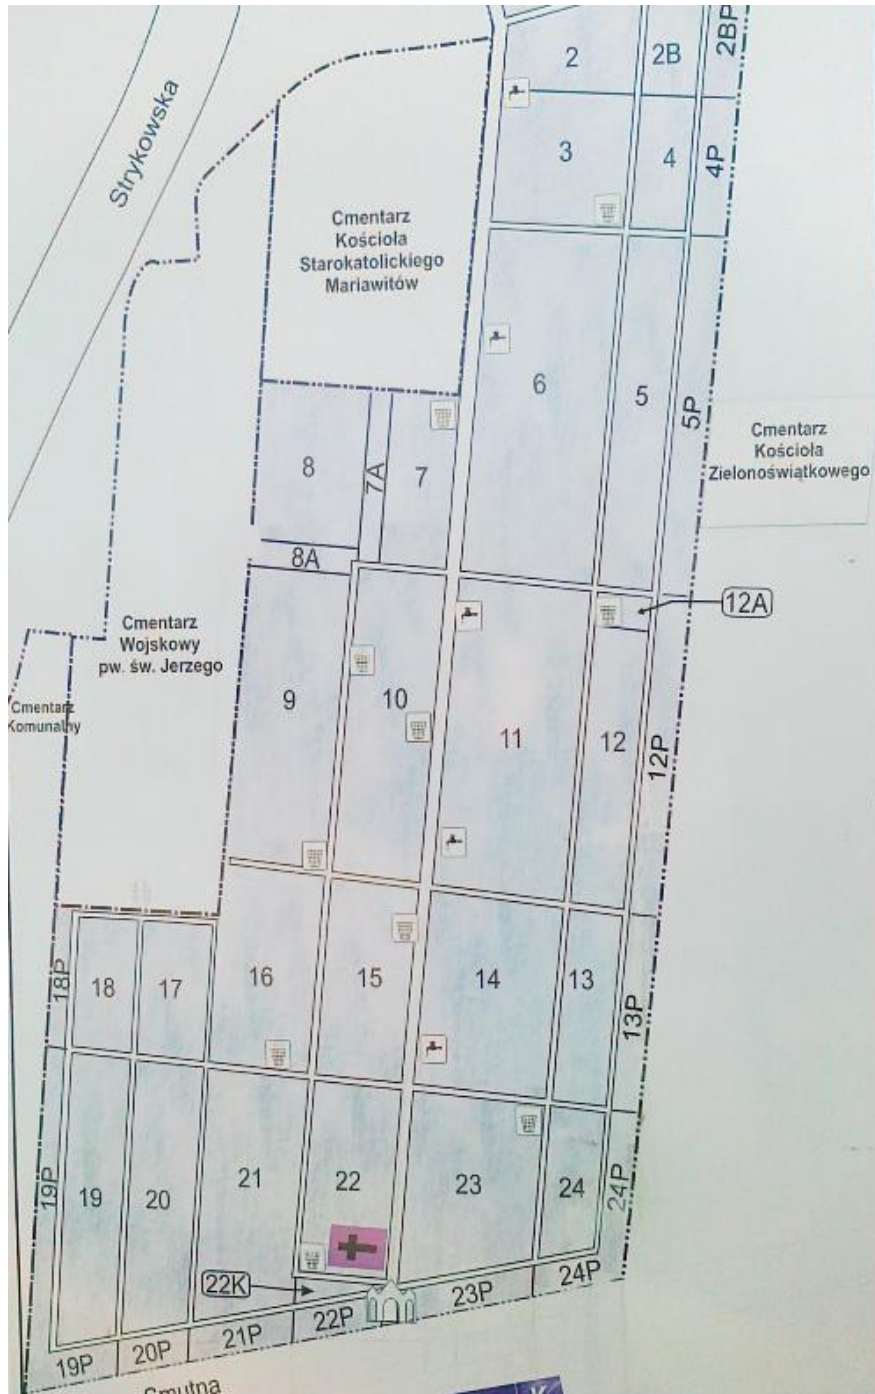 2
2B
2BP
Strykowska
3
4
4P
Cmentarz
Kościoła
Starokatolickiego
Mariawitów
6
5
5P
Cmentarz
Kościoła
Zielonoświątkowego
8
7A
7
8A
12A
Cmentarz
Wojskowy
pw. św. Jerzego
Cmentarz
Komunalny
9
10
11
12
12P
18P
18
17
16
15
14
13
13P
19P
19
20
21
22
23
24
24P
22K
19P
20P
21P
22P
23P
24P
Smutna